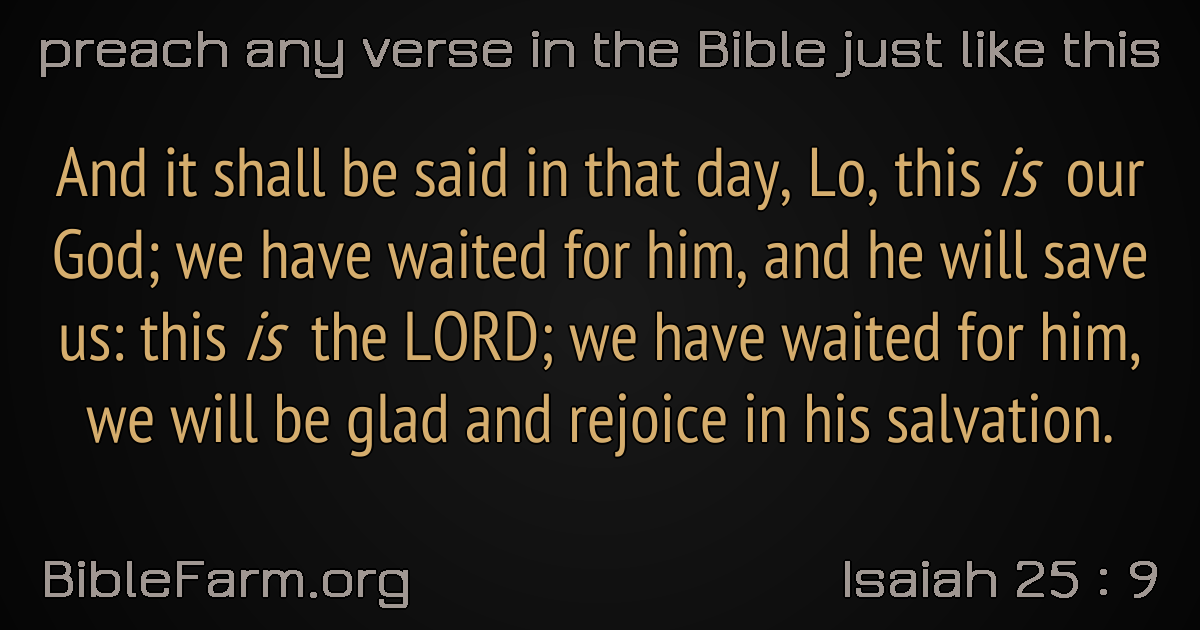 preach any verse in the Bible just like this
And it shall be said in that day, Lo, this is our
God; we have waited for him, and he will save
us: this is the LORD; we have waited for him,
we will be glad and rejoice in his salvation.
BibleFarm.org
Isaiah 25 : 9